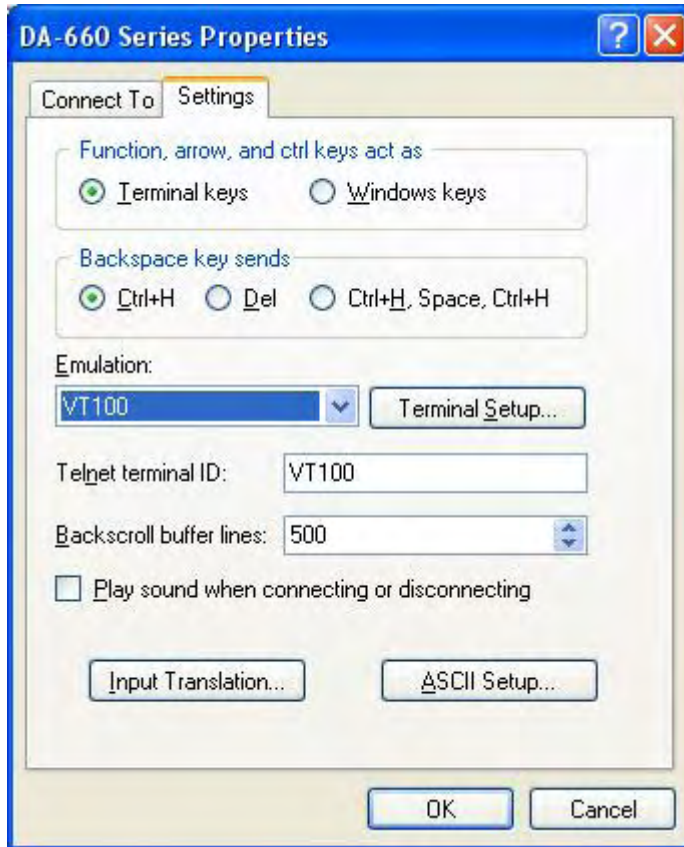 DA-660 Series Properties
Connect To Settings
Function, arrow, and ctrl keys act as
Terminal keys Windows keys
Backspace key sends
Ctrl+H Del Ctrl+H, Space, Ctrl+H
Emulation:
VT100 Terminal Setup...
Telnet terminal ID: VT100
Backscroll buffer lines: 500
Play sound when connecting or disconnecting
Input Translation... ASCII Setup...
OK Cancel